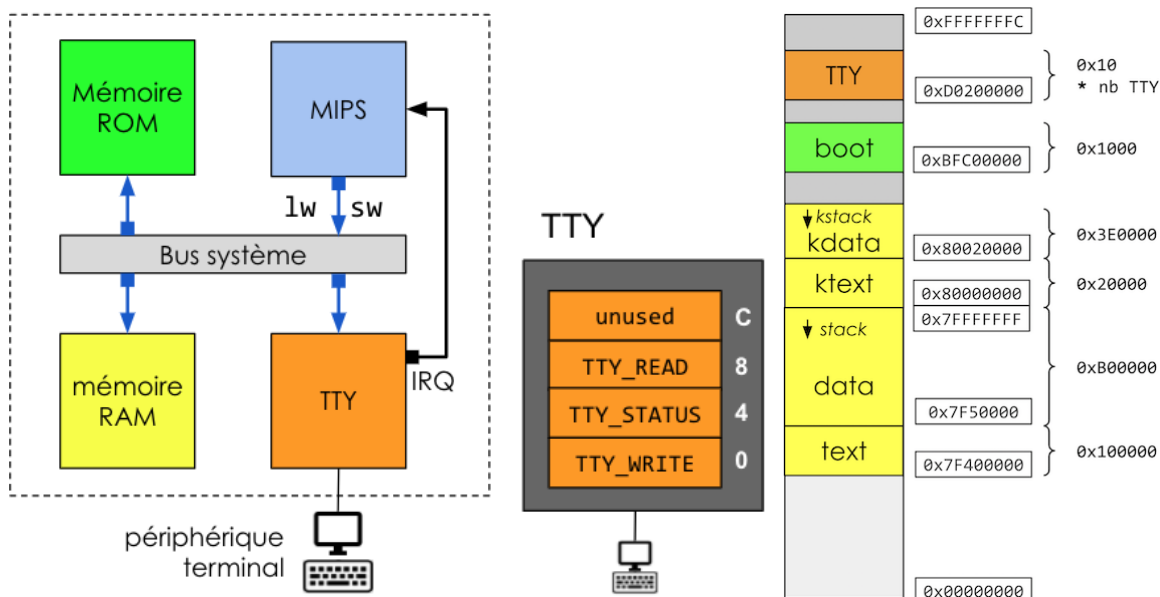 Mémoire
ROM
MIPS
lw sw
Bus système
mémoire
RAM
TTY
IRQ
périphérique
terminal
TTY
unused C
TTY_READ 8
TTY_STATUS 4
TTY_WRITE 0
0xFFFFFFFC
TTY
0xD0200000
0x10
* nb TTY
boot
0xBFC00000
0x1000
kstack
kdata
0x80020000
0x3E0000
ktext
0x80000000
0x20000
0x7FFFFFFF
stack
data
0x7F50000
0xB00000
text
0x7F400000
0x100000
0x00000000